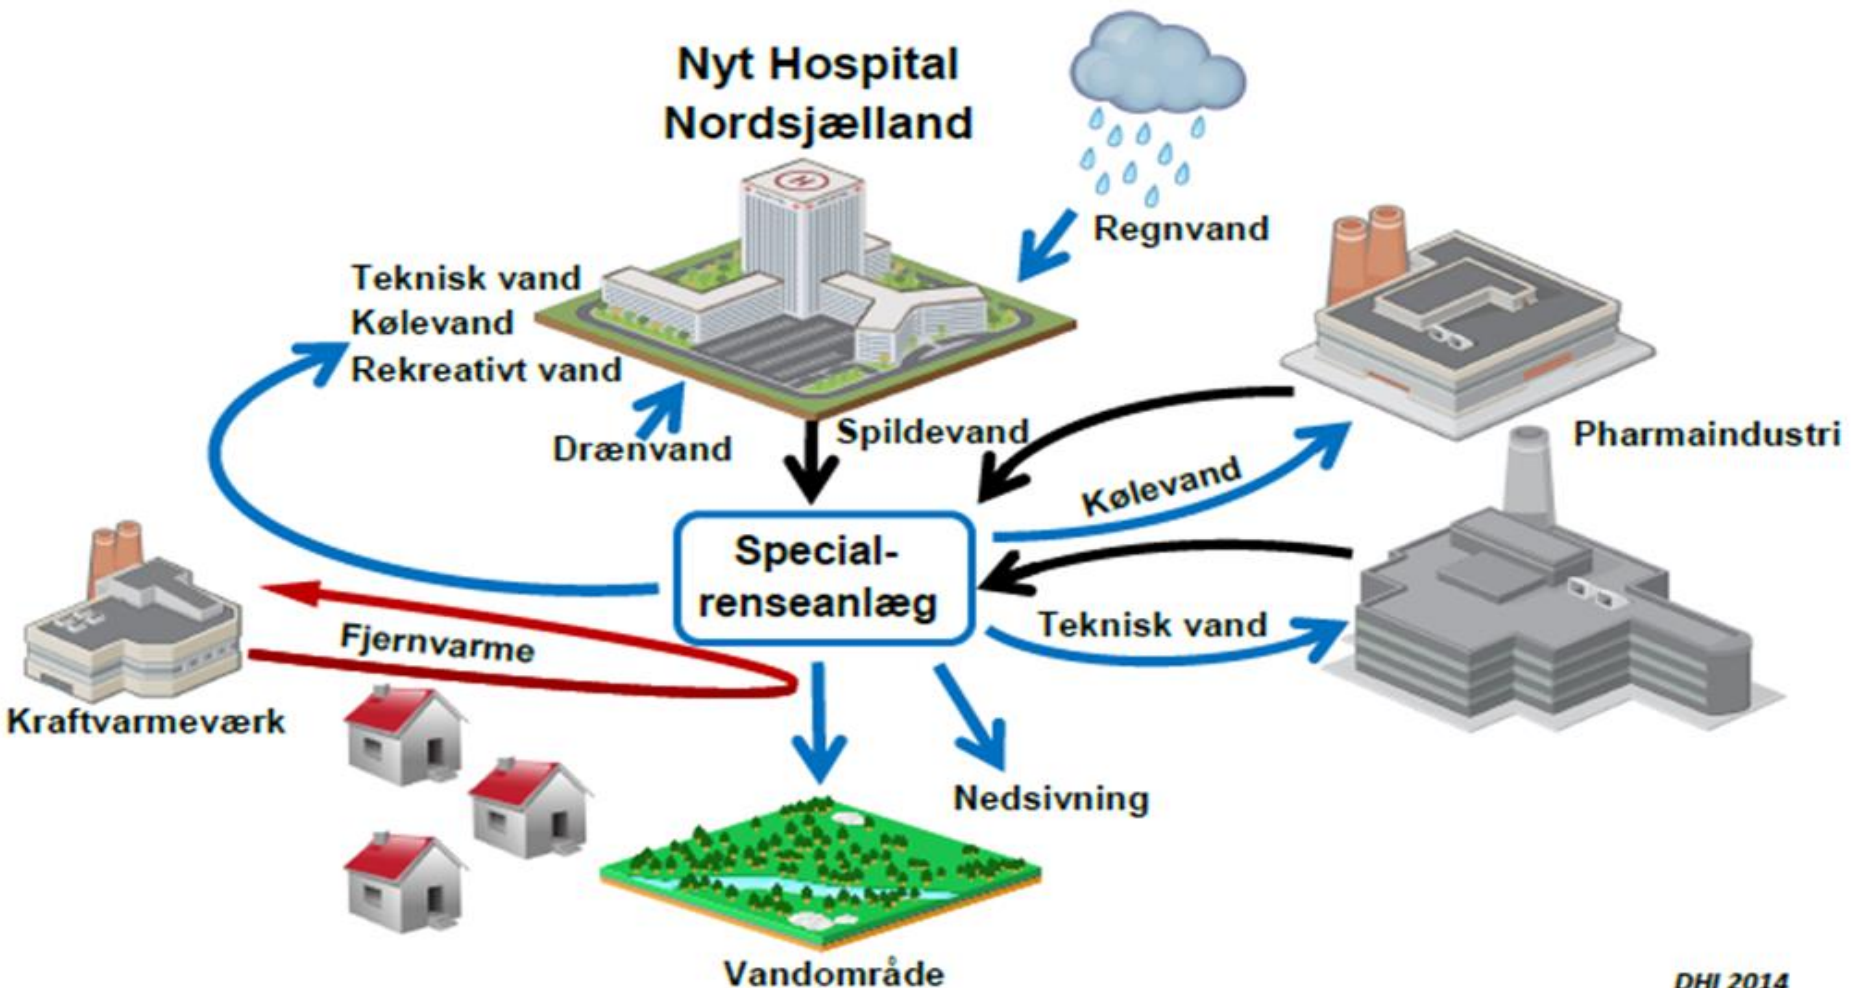 Nyt Hospital
Nordsjælland
Regnvand
Teknisk vand
Kølevand
Rekreativt vand
Drænvand
Spildevand
Pharmaindustri
Kølevand
Special-
renseanlæg
Teknisk vand
Fjernvarme
Kraftvarmeværk
Nedsivning
Vandområde
DHI 2014
H